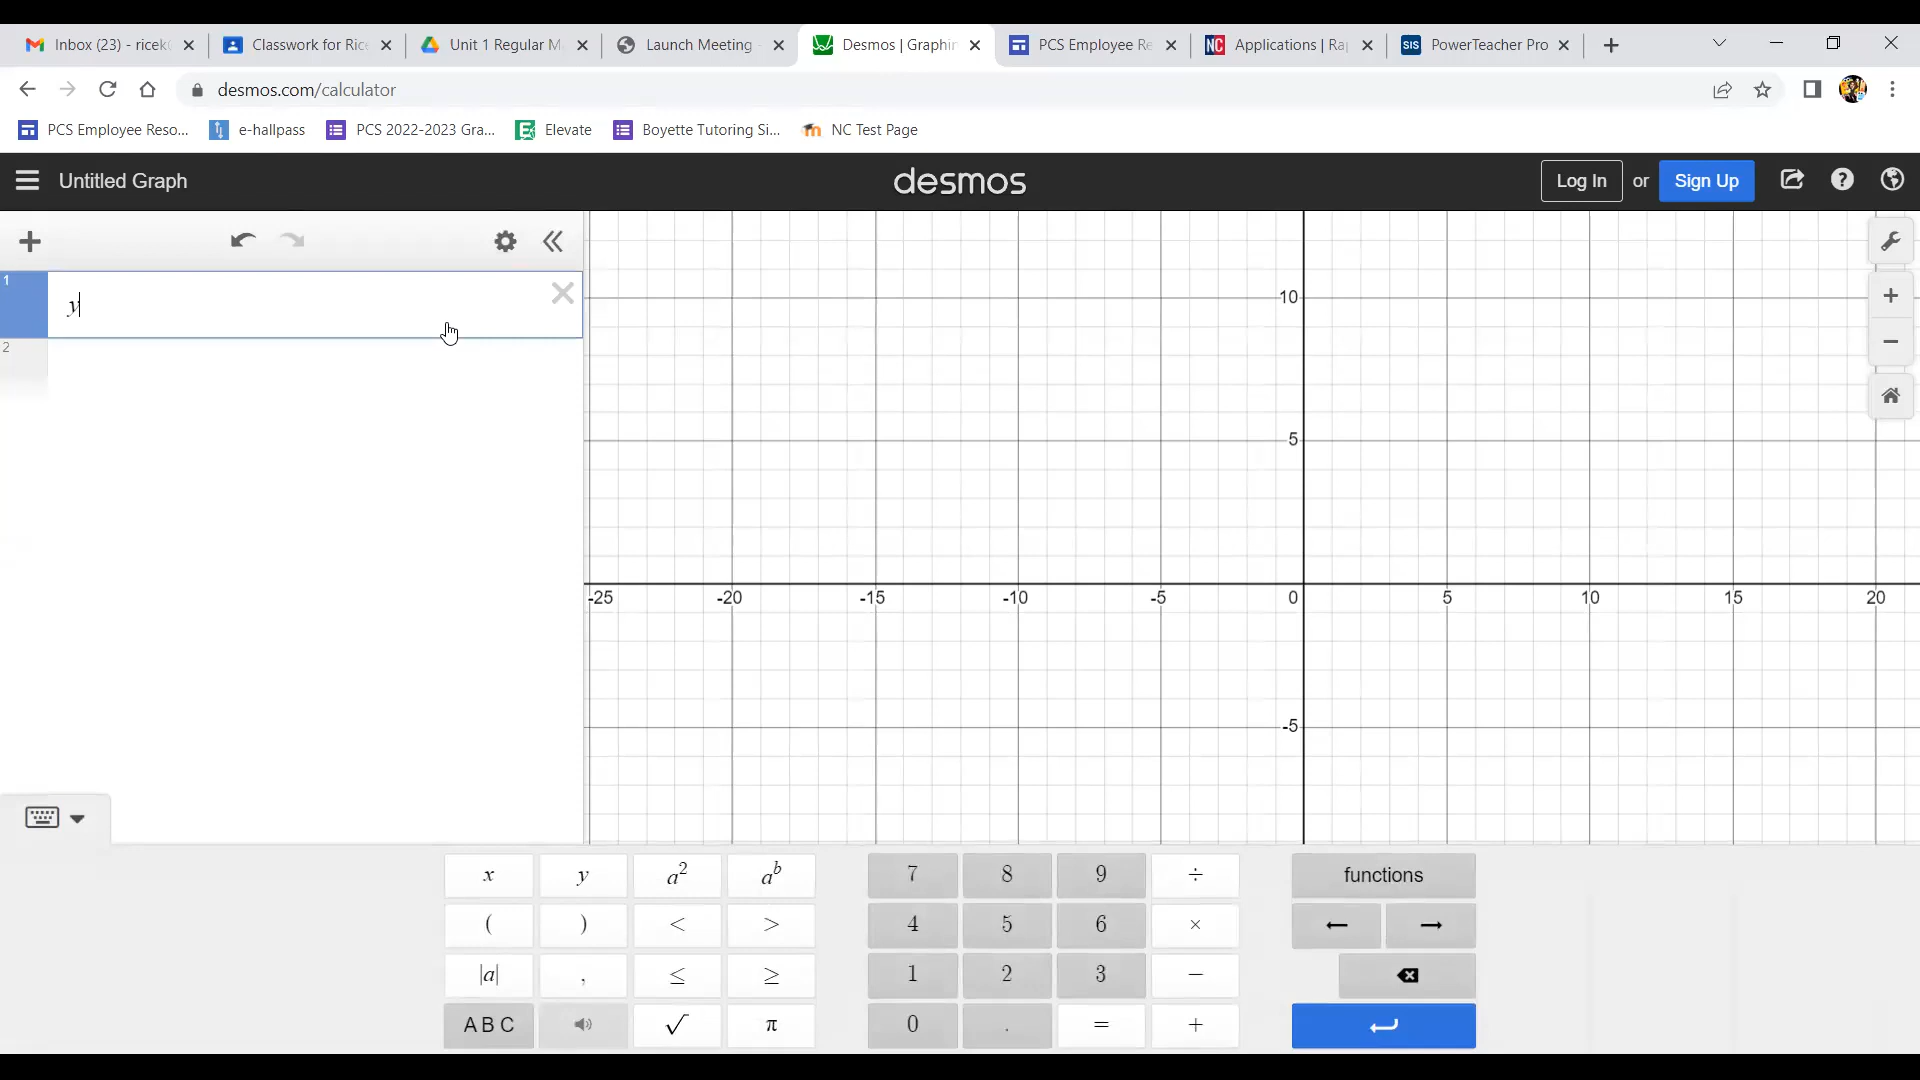 Inbox (23) - ricek
Classwork for Ric
Unit 1 Regular M
Launch Meeting -
Desmos | Graphin
PCS Employee Re
Applications | Ra
SIS PowerTeacher Pro
desmos.com/calculator
PCS Employee Reso...
e-hallpass
PCS 2022-2023 Gra...
Elevate
Boyette Tutoring Si...
NC Test Page
Untitled Graph
desmos
Log In or Sign Up
1
y
2
10
5
-25 -20 -15 -10 -5 0 5 10 15 20
-5
x y a² aᵇ 7 8 9 ÷ functions
( ) < > 4 5 6 × ← →
|a| , ≤ ≥ 1 2 3 −
A B C √ π 0 . = +